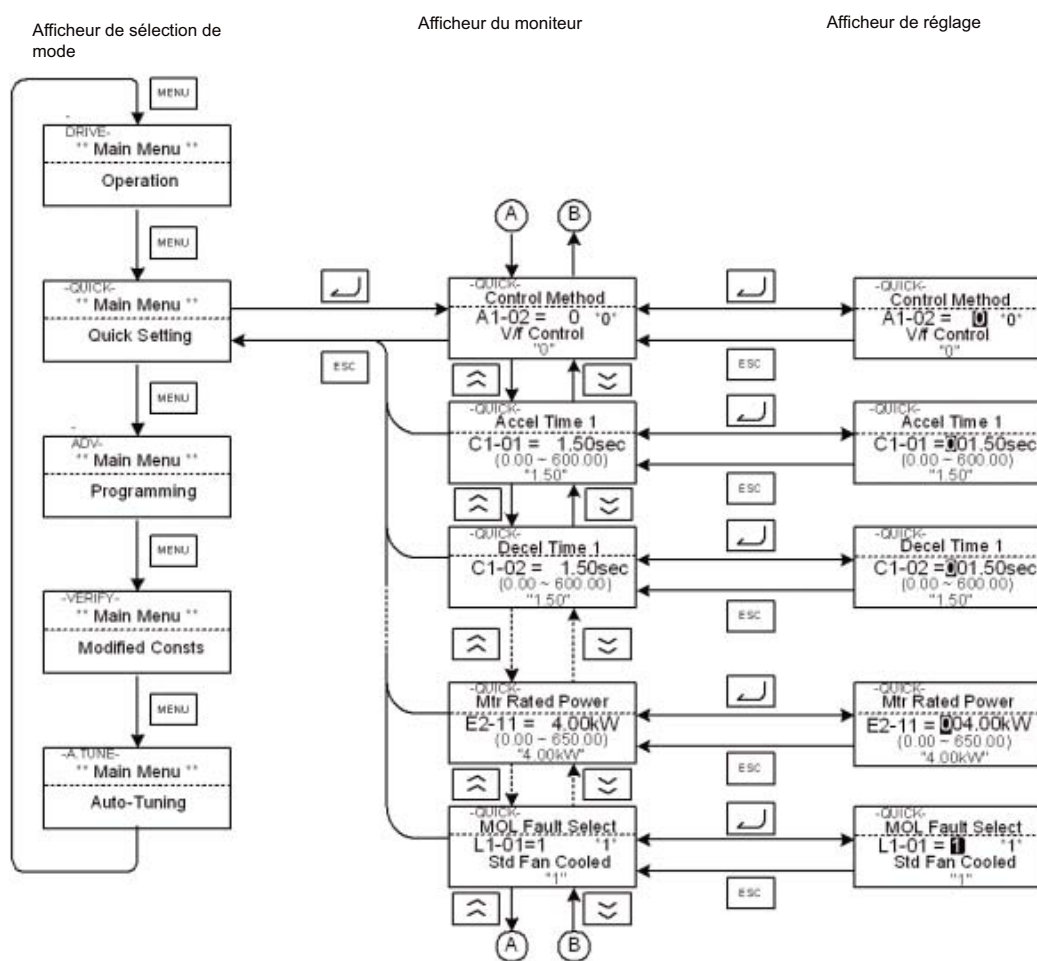 Afficheur de sélection de
mode
Afficheur du moniteur
Afficheur de réglage
MENU
-
DRIVE-
** Main Menu **
Operation
MENU
-QUICK-
** Main Menu **
Quick Setting
MENU
-
ADV-
** Main Menu **
Programming
MENU
-VERIFY-
** Main Menu **
Modified Consts
MENU
-A.TUNE-
** Main Menu **
Auto-Tuning
ESC
A
B
-QUICK-
Control Method
A1-02 = 0 *0*
V/f Control
"0"
-QUICK-
Accel Time 1
C1-01 = 1.50sec
(0.00 ~ 600.00)
"1.50"
-QUICK-
Decel Time 1
C1-02 = 1.50sec
(0.00 ~ 600.00)
"1.50"
-QUICK-
Mtr Rated Power
E2-11 = 4.00kW
(0.00 ~ 650.00)
"4.00kW"
-QUICK-
MOL Fault Select
L1-01=1 *1*
Std Fan Cooled
"1"
A
B
ESC
ESC
ESC
ESC
ESC
-QUICK-
Control Method
A1-02 = 0 *0*
V/f Control
"0"
-QUICK-
Accel Time 1
C1-01 =001.50sec
(0.00 ~ 600.00)
"1.50"
-QUICK-
Decel Time 1
C1-02 =001.50sec
(0.00 ~ 600.00)
"1.50"
-QUICK-
Mtr Rated Power
E2-11 = 004.00kW
(0.00 ~ 650.00)
"4.00kW"
-QUICK-
MOL Fault Select
L1-01 = 1 *1*
Std Fan Cooled
"1"